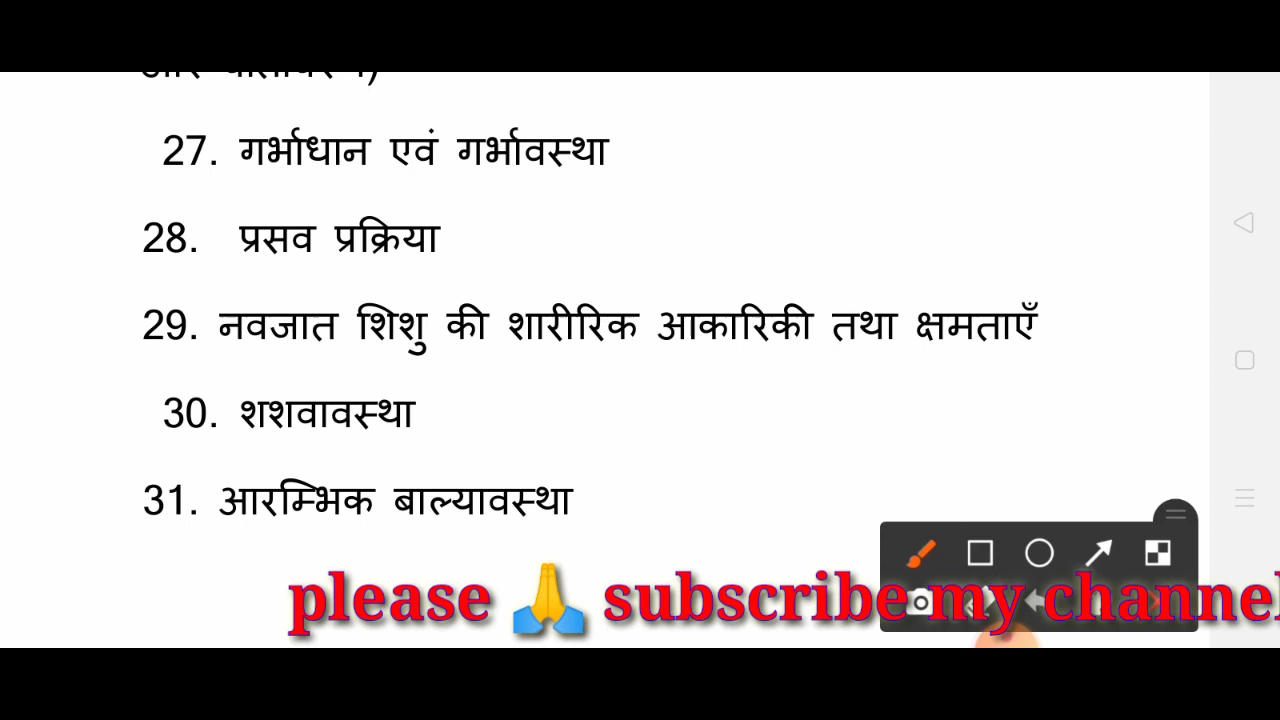 27. गर्भाधान एवं गर्भावस्था
28. प्रसव प्रक्रिया
29. नवजात शिशु की शारीरिक आकारिकी तथा क्षमताएँ
30. शशवावस्था
31. आरम्भिक बाल्यावस्था
please 🙏 subscribe my channel